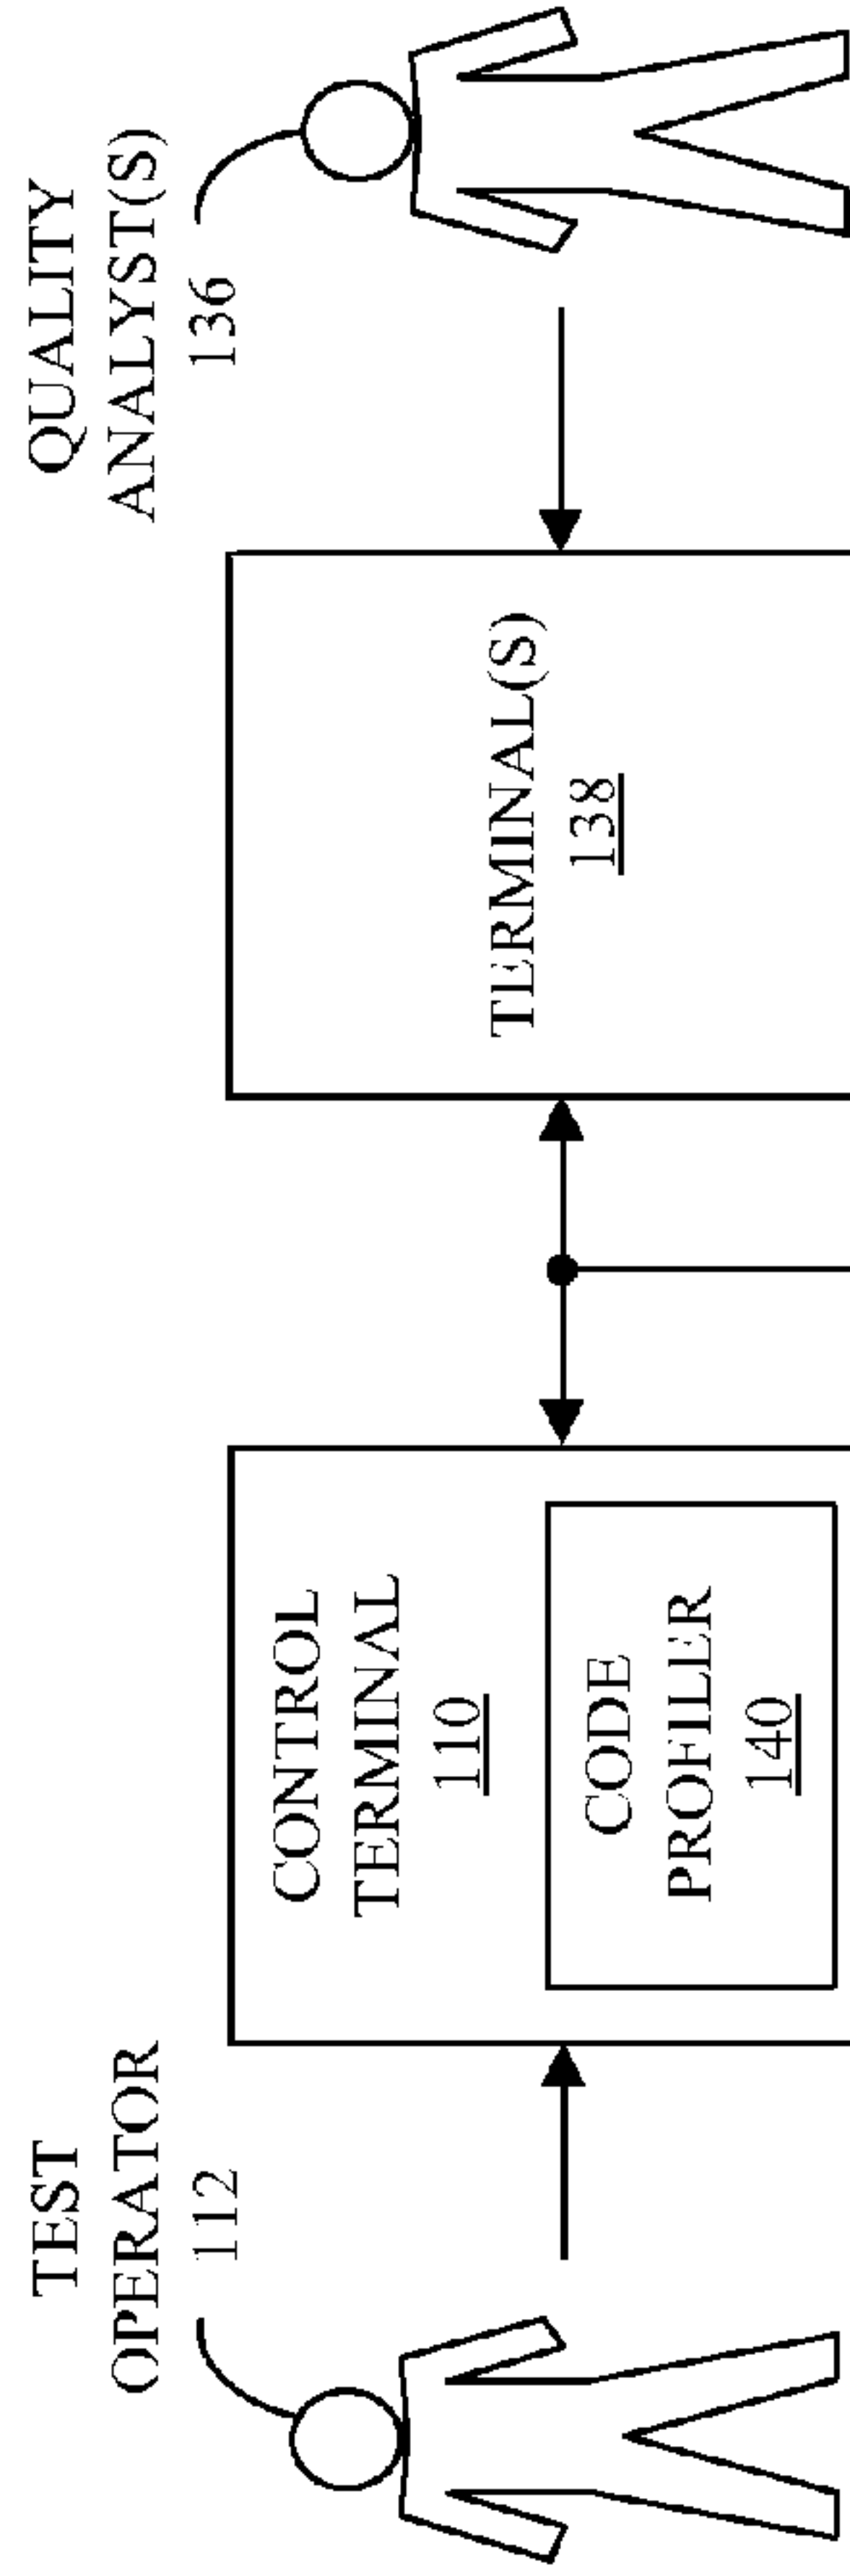 TEST
OPERATOR
112
CONTROL
TERMINAL
110
CODE
PROFILER
140
TERMINAL(S)
138
QUALITY
ANALYST(S)
136